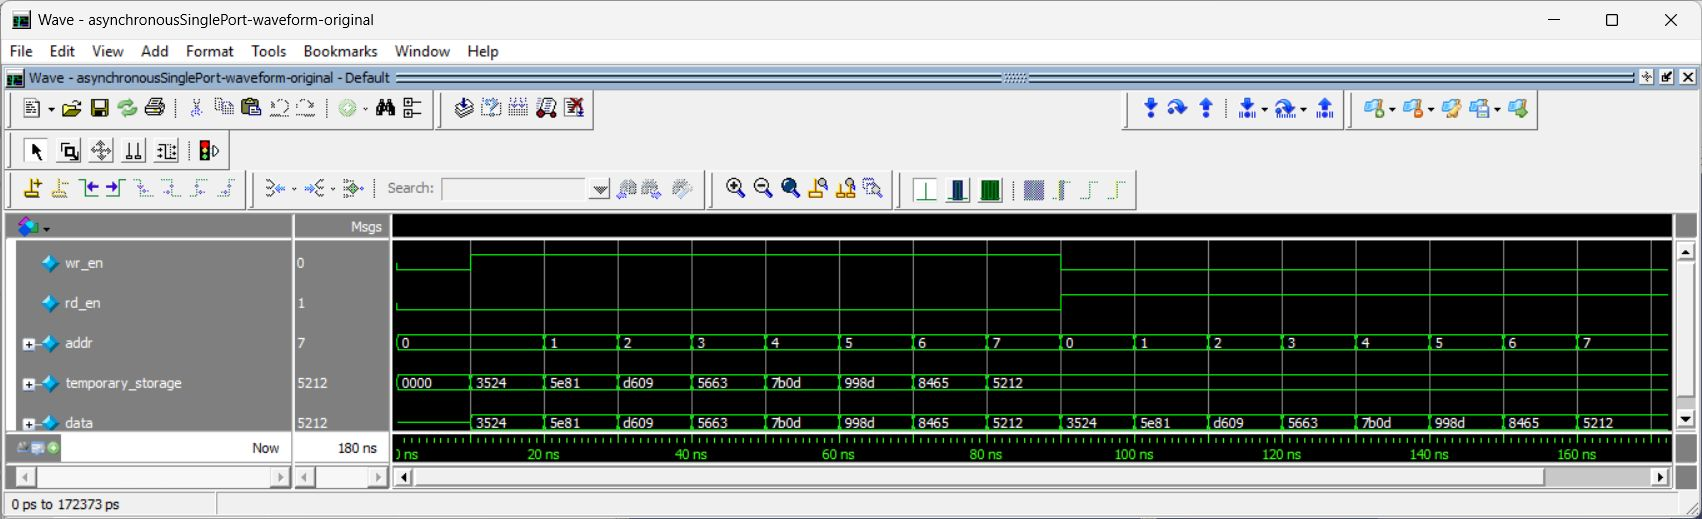 Wave - asynchronousSinglePort-waveform-original
File Edit View Add Format Tools Bookmarks Window Help
Wave - asynchronousSinglePort-waveform-original - Default
Search:
Msgs
wr_en 0
rd_en 1
addr 7 0 1 2 3 4 5 6 7 0 1 2 3 4 5 6 7
temporary_storage 5212 0000 3524 5e81 d609 5663 7b0d 998d 8465 5212
data 5212 3524 5e81 d609 5663 7b0d 998d 8465 5212 3524 5e81 d609 5663 7b0d 998d 8465 5212
Now 180 ns
0 ns 20 ns 40 ns 60 ns 80 ns 100 ns 120 ns 140 ns 160 ns
0 ps to 172373 ps